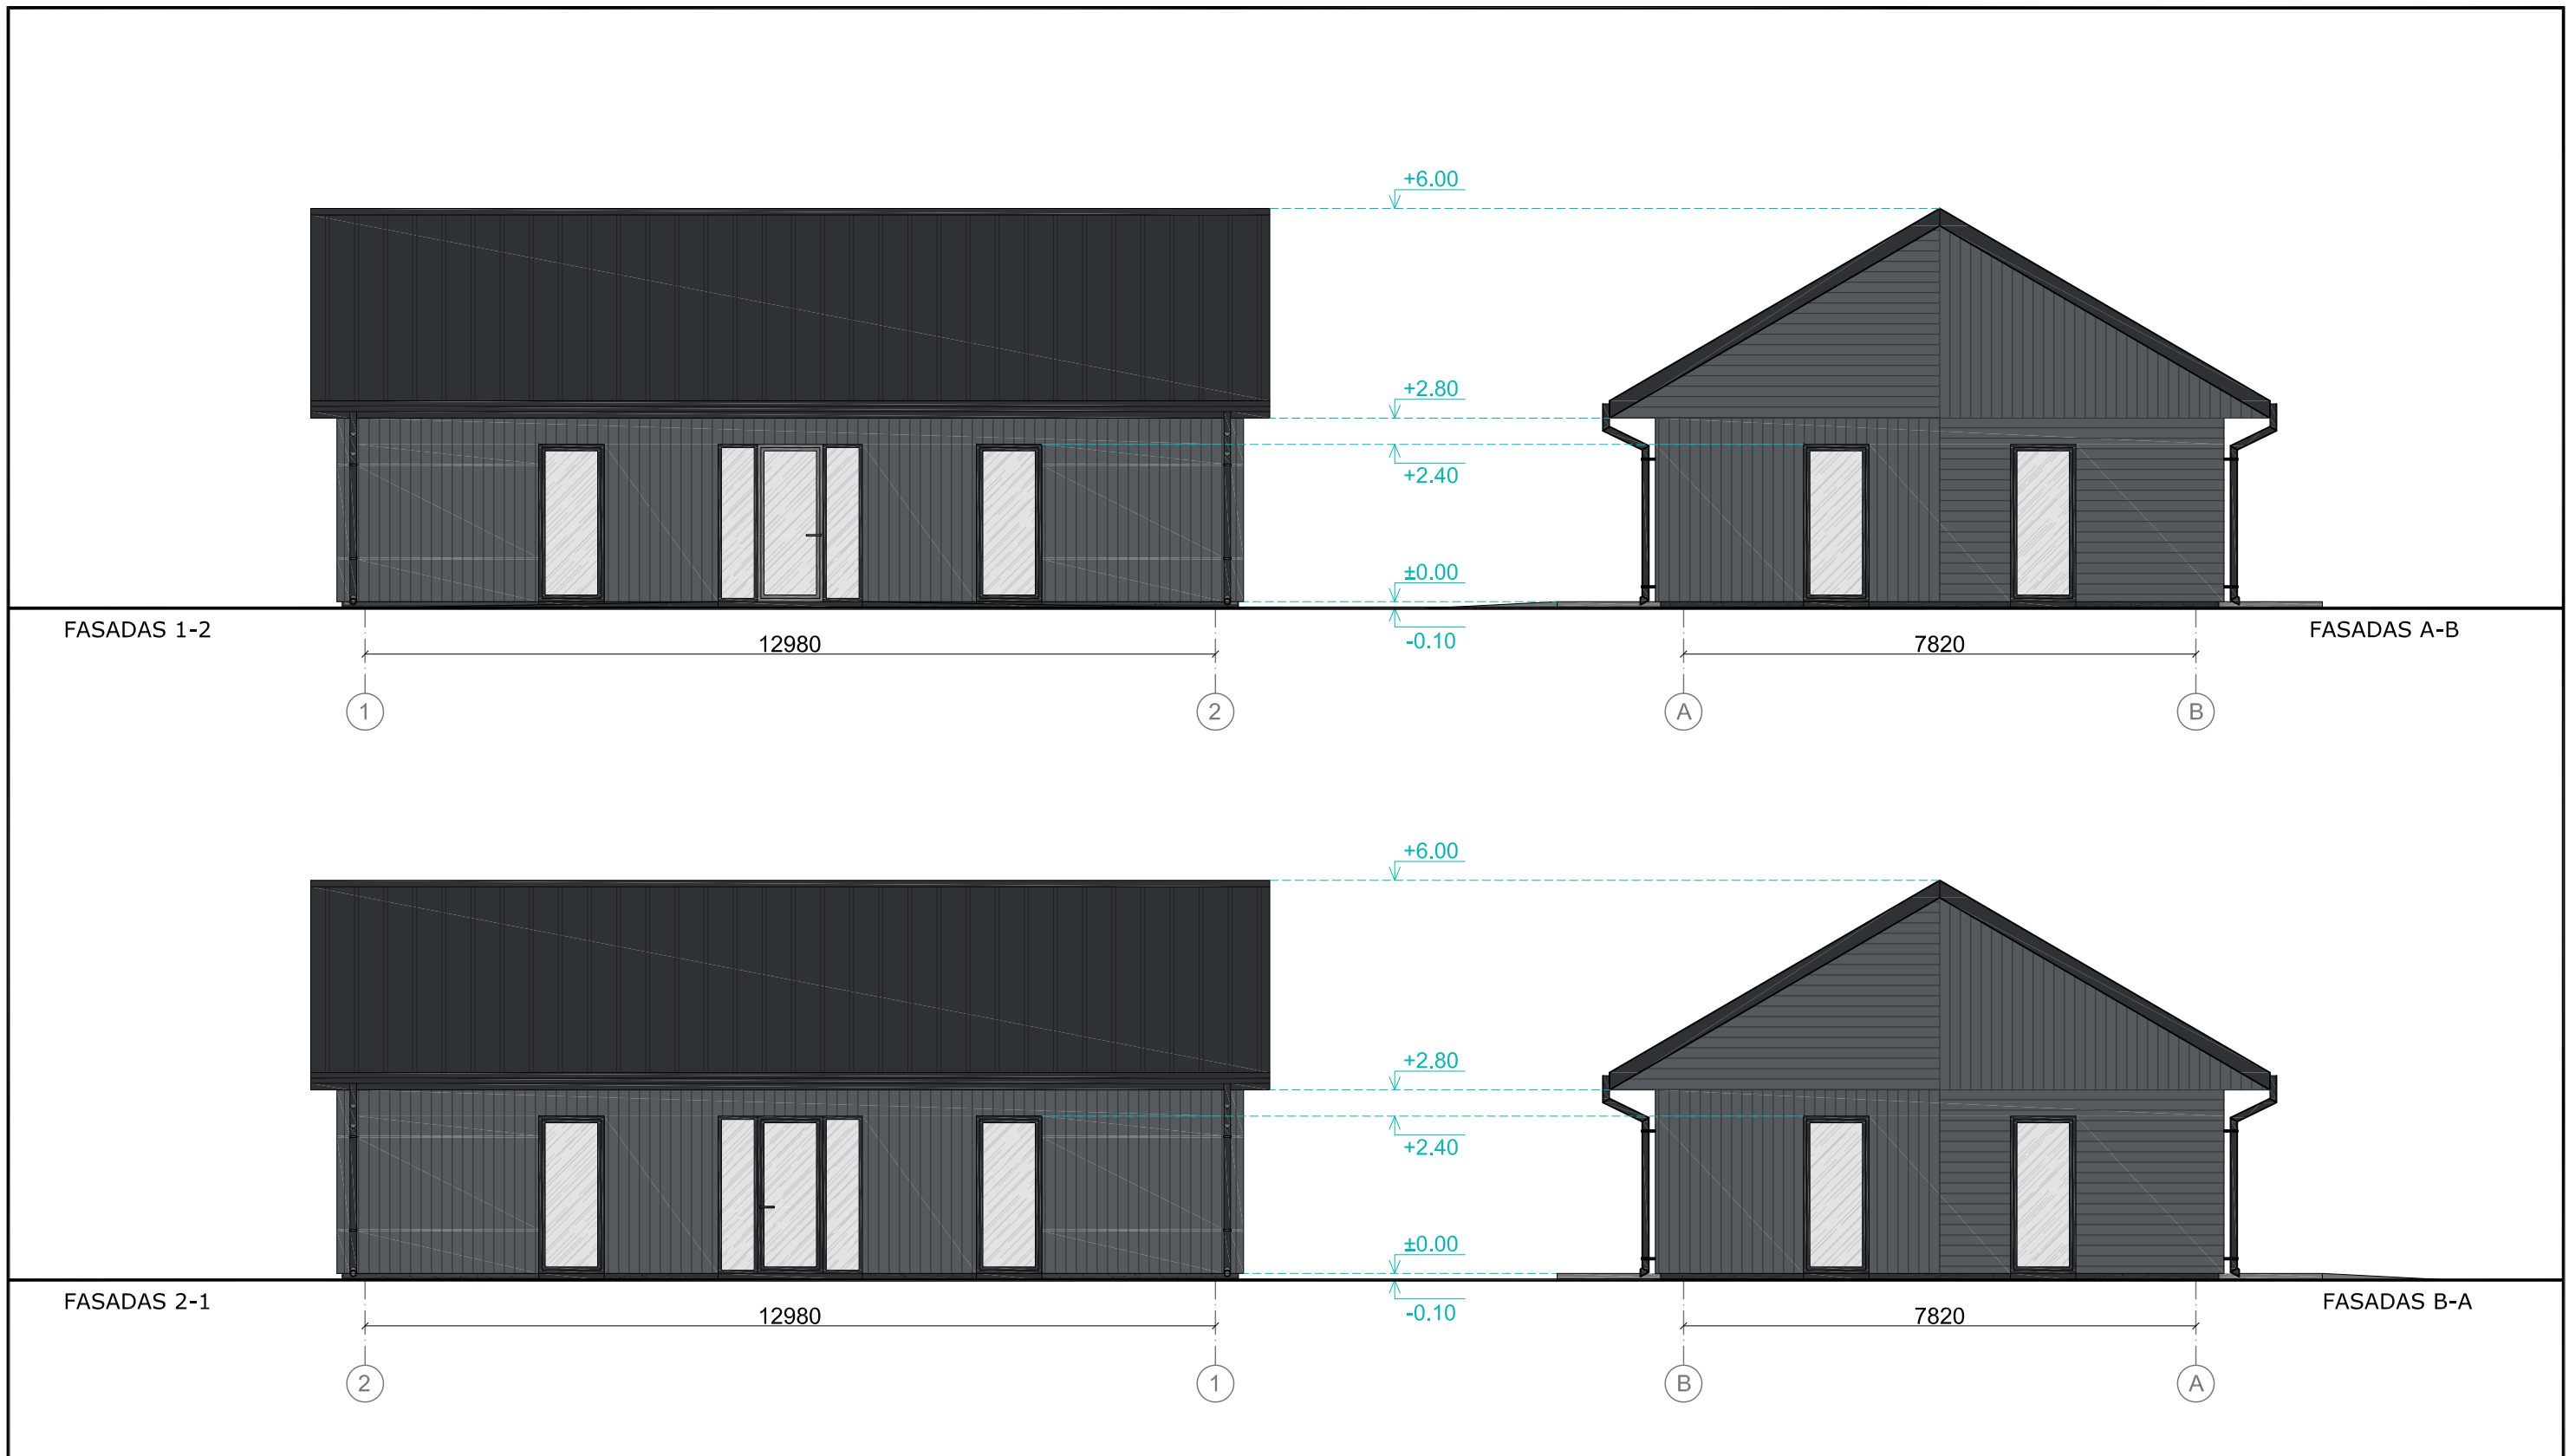 +6.00
+2.80
+2.40
±0.00
-0.10
FASADAS 1-2
FASADAS A-B
12980
7820
1
2
A
B
+6.00
+2.80
+2.40
±0.00
-0.10
FASADAS 2-1
FASADAS B-A
12980
7820
2
1
B
A